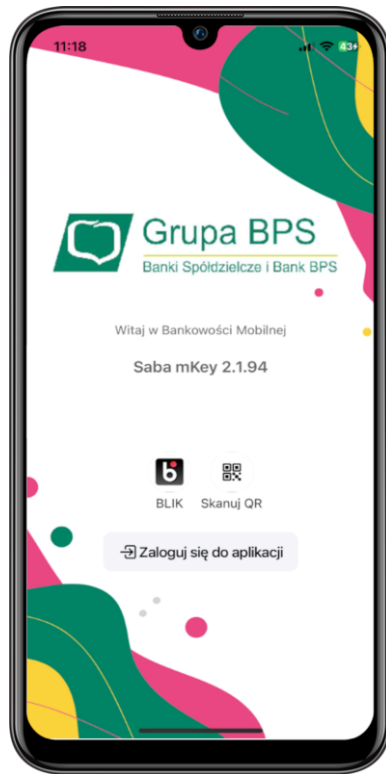 11:18
43
Grupa BPS
Banki Spółdzielcze i Bank BPS
Witaj w Bankowości Mobilnej
Saba mKey 2.1.94
BLIK
Skanuj QR
Zaloguj się do aplikacji